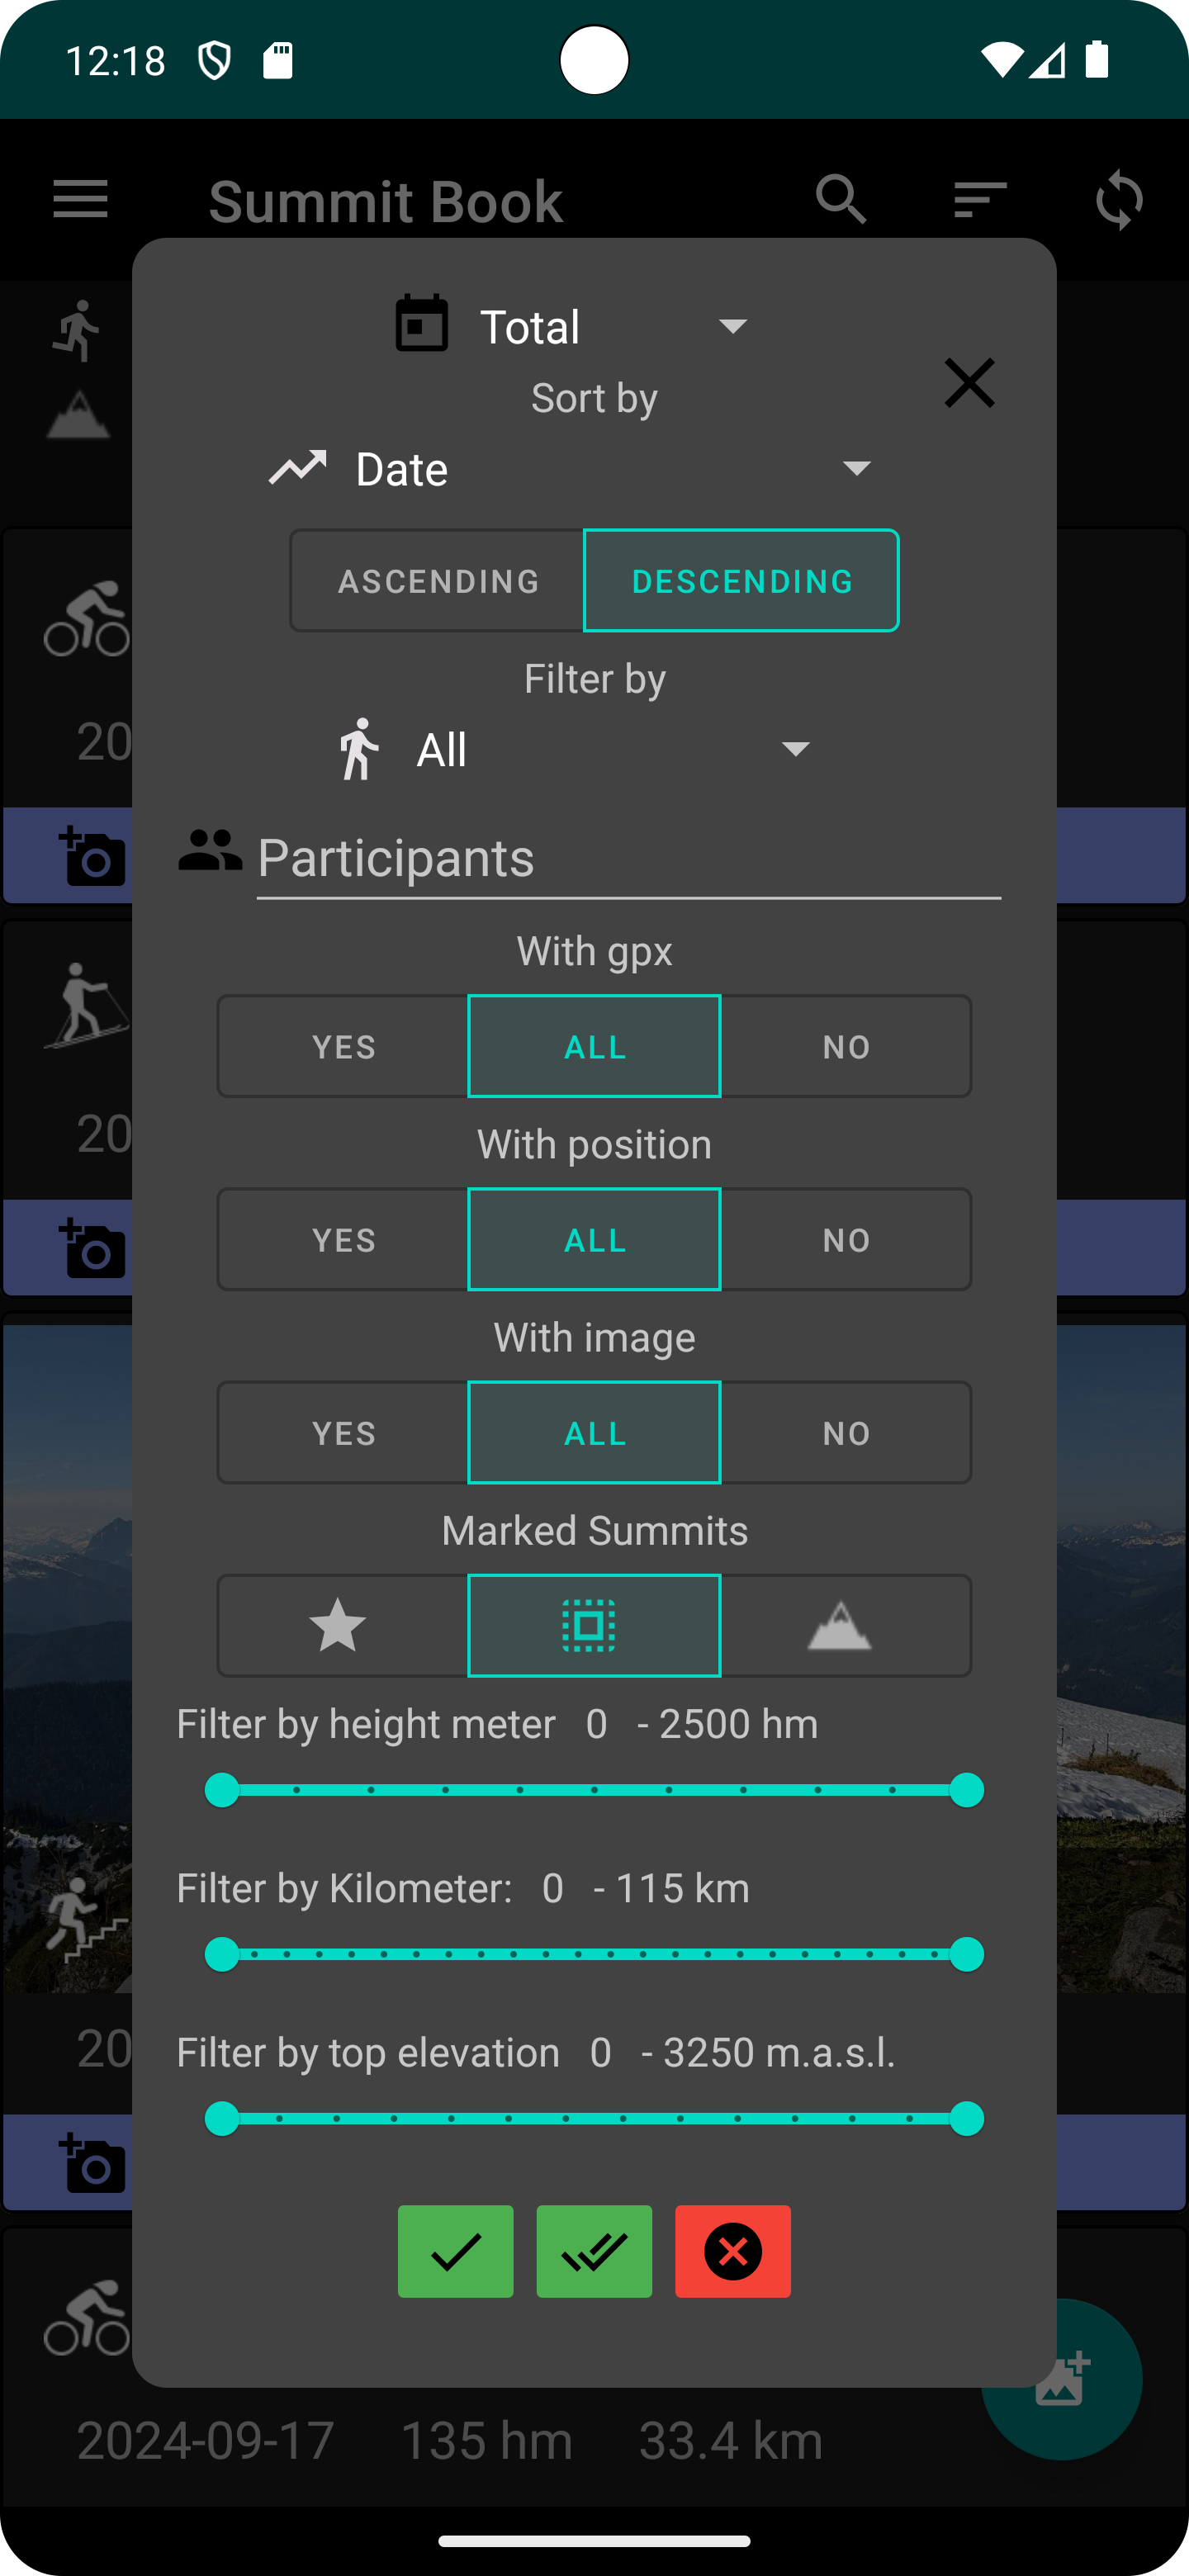 12:18
Summit Book
Total
Sort by
Date
ASCENDING DESCENDING
Filter by
20
All
Participants
With gpx
YES ALL NO
With position
20
YES ALL NO
With image
YES ALL NO
Marked Summits
Filter by height meter 0 - 2500 hm
Filter by Kilometer: 0 - 115 km
20
Filter by top elevation 0 - 3250 m.a.s.l.
2024-09-17 135 hm 33.4 km